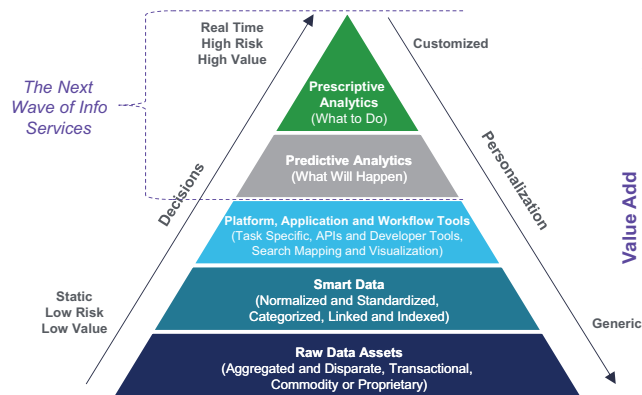 Real Time
High Risk
High Value
Customized
The Next
Wave of Info
Services
Prescriptive
Analytics
(What to Do)
Predictive Analytics
(What Will Happen)
Decisions
Personalization
Value Add
Platform, Application and Workflow Tools
(Task Specific, APIs and Developer Tools,
Search Mapping and Visualization)
Static
Low Risk
Low Value
Smart Data
(Normalized and Standardized,
Categorized, Linked and Indexed)
Generic
Raw Data Assets
(Aggregated and Disparate, Transactional,
Commodity or Proprietary)